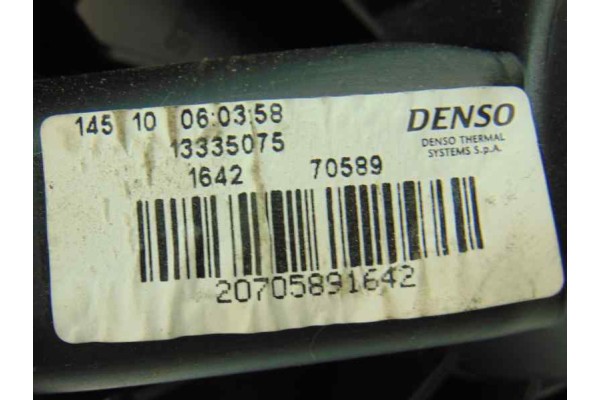 145 10 06:03:58
13335075
1642 70589
DENSO
DENSO THERMAL
SYSTEMS S.p.A.
20705891642